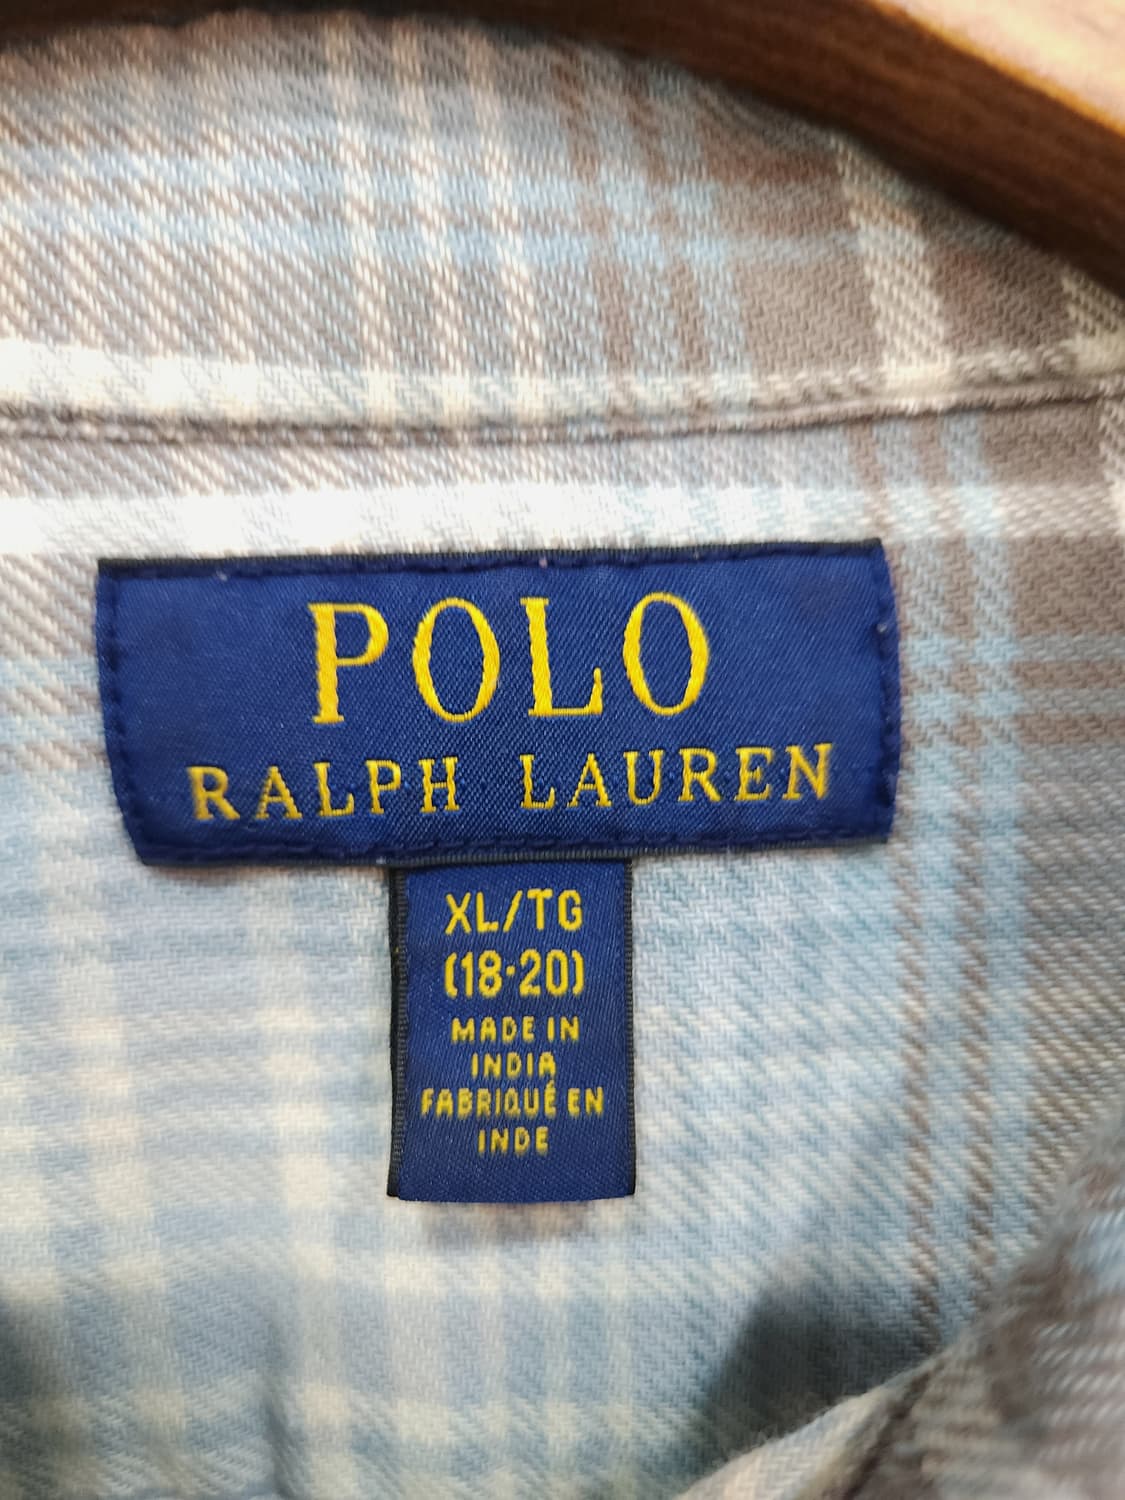 POLO
RALPH LAUREN
XL/TG
(18-20)
MADE IN
INDIA
FABRIQUÉ EN
INDE